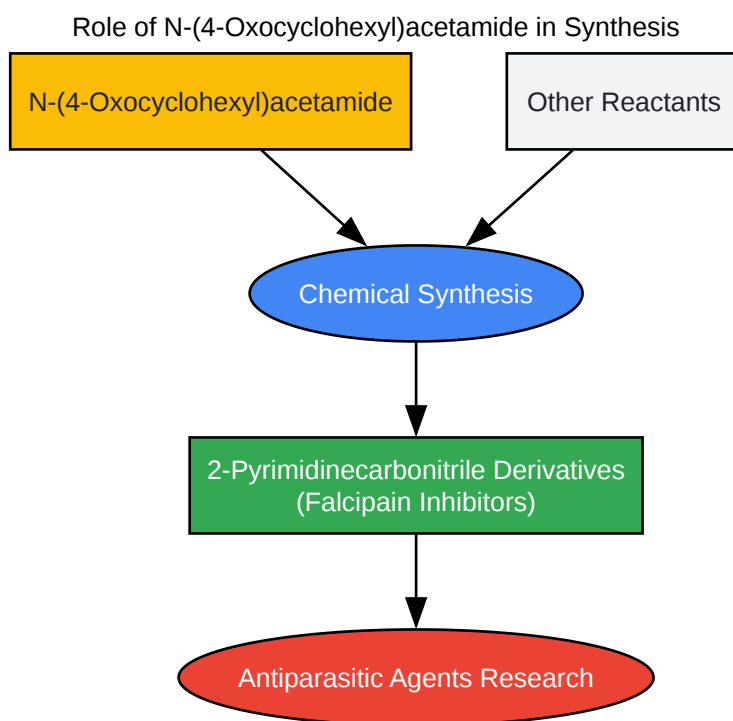 Role of N-(4-Oxocyclohexyl)acetamide in Synthesis
N-(4-Oxocyclohexyl)acetamide
Other Reactants
Chemical Synthesis
2-Pyrimidinecarbonitrile Derivatives
(Falcipain Inhibitors)
Antiparasitic Agents Research